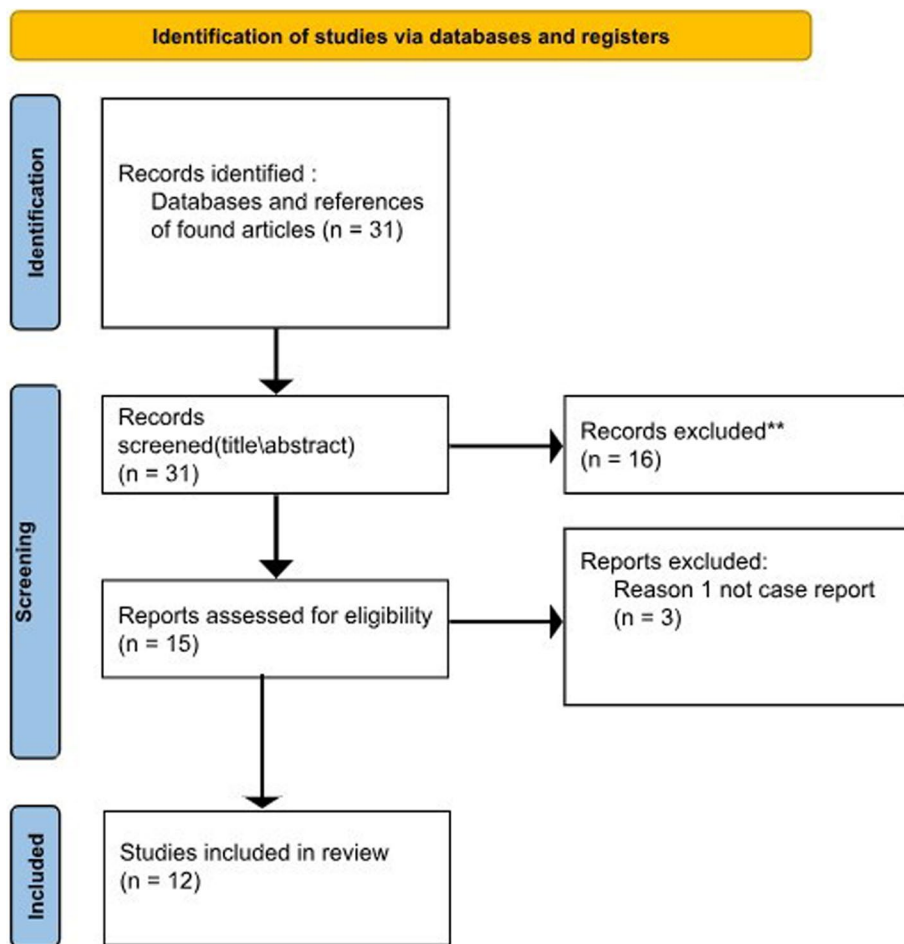 Identification of studies via databases and registers
Identification
Records identified :
Databases and references
of found articles (n = 31)
Screening
Records
screened(title\abstract)
(n = 31)
Records excluded**
(n = 16)
Reports assessed for eligibility
(n = 15)
Reports excluded:
Reason 1 not case report
(n = 3)
Included
Studies included in review
(n = 12)